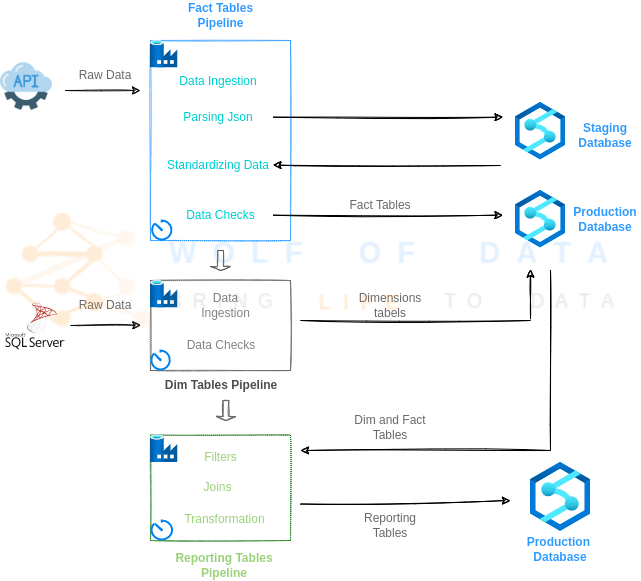 Fact Tables
Pipeline
API
Raw Data
Data Ingestion
Parsing Json
Staging
Database
Standardizing Data
Data Checks
Fact Tables
Production
Database
WOLF OF DATA
BRING LIFE TO DATA
Raw Data
Microsoft
SQL Server
Data
Ingestion
Data Checks
Dimensions
tabels
Dim Tables Pipeline
Dim and Fact
Tables
Filters
Joins
Transformation
Reporting
Tables
Production
Database
Reporting Tables
Pipeline